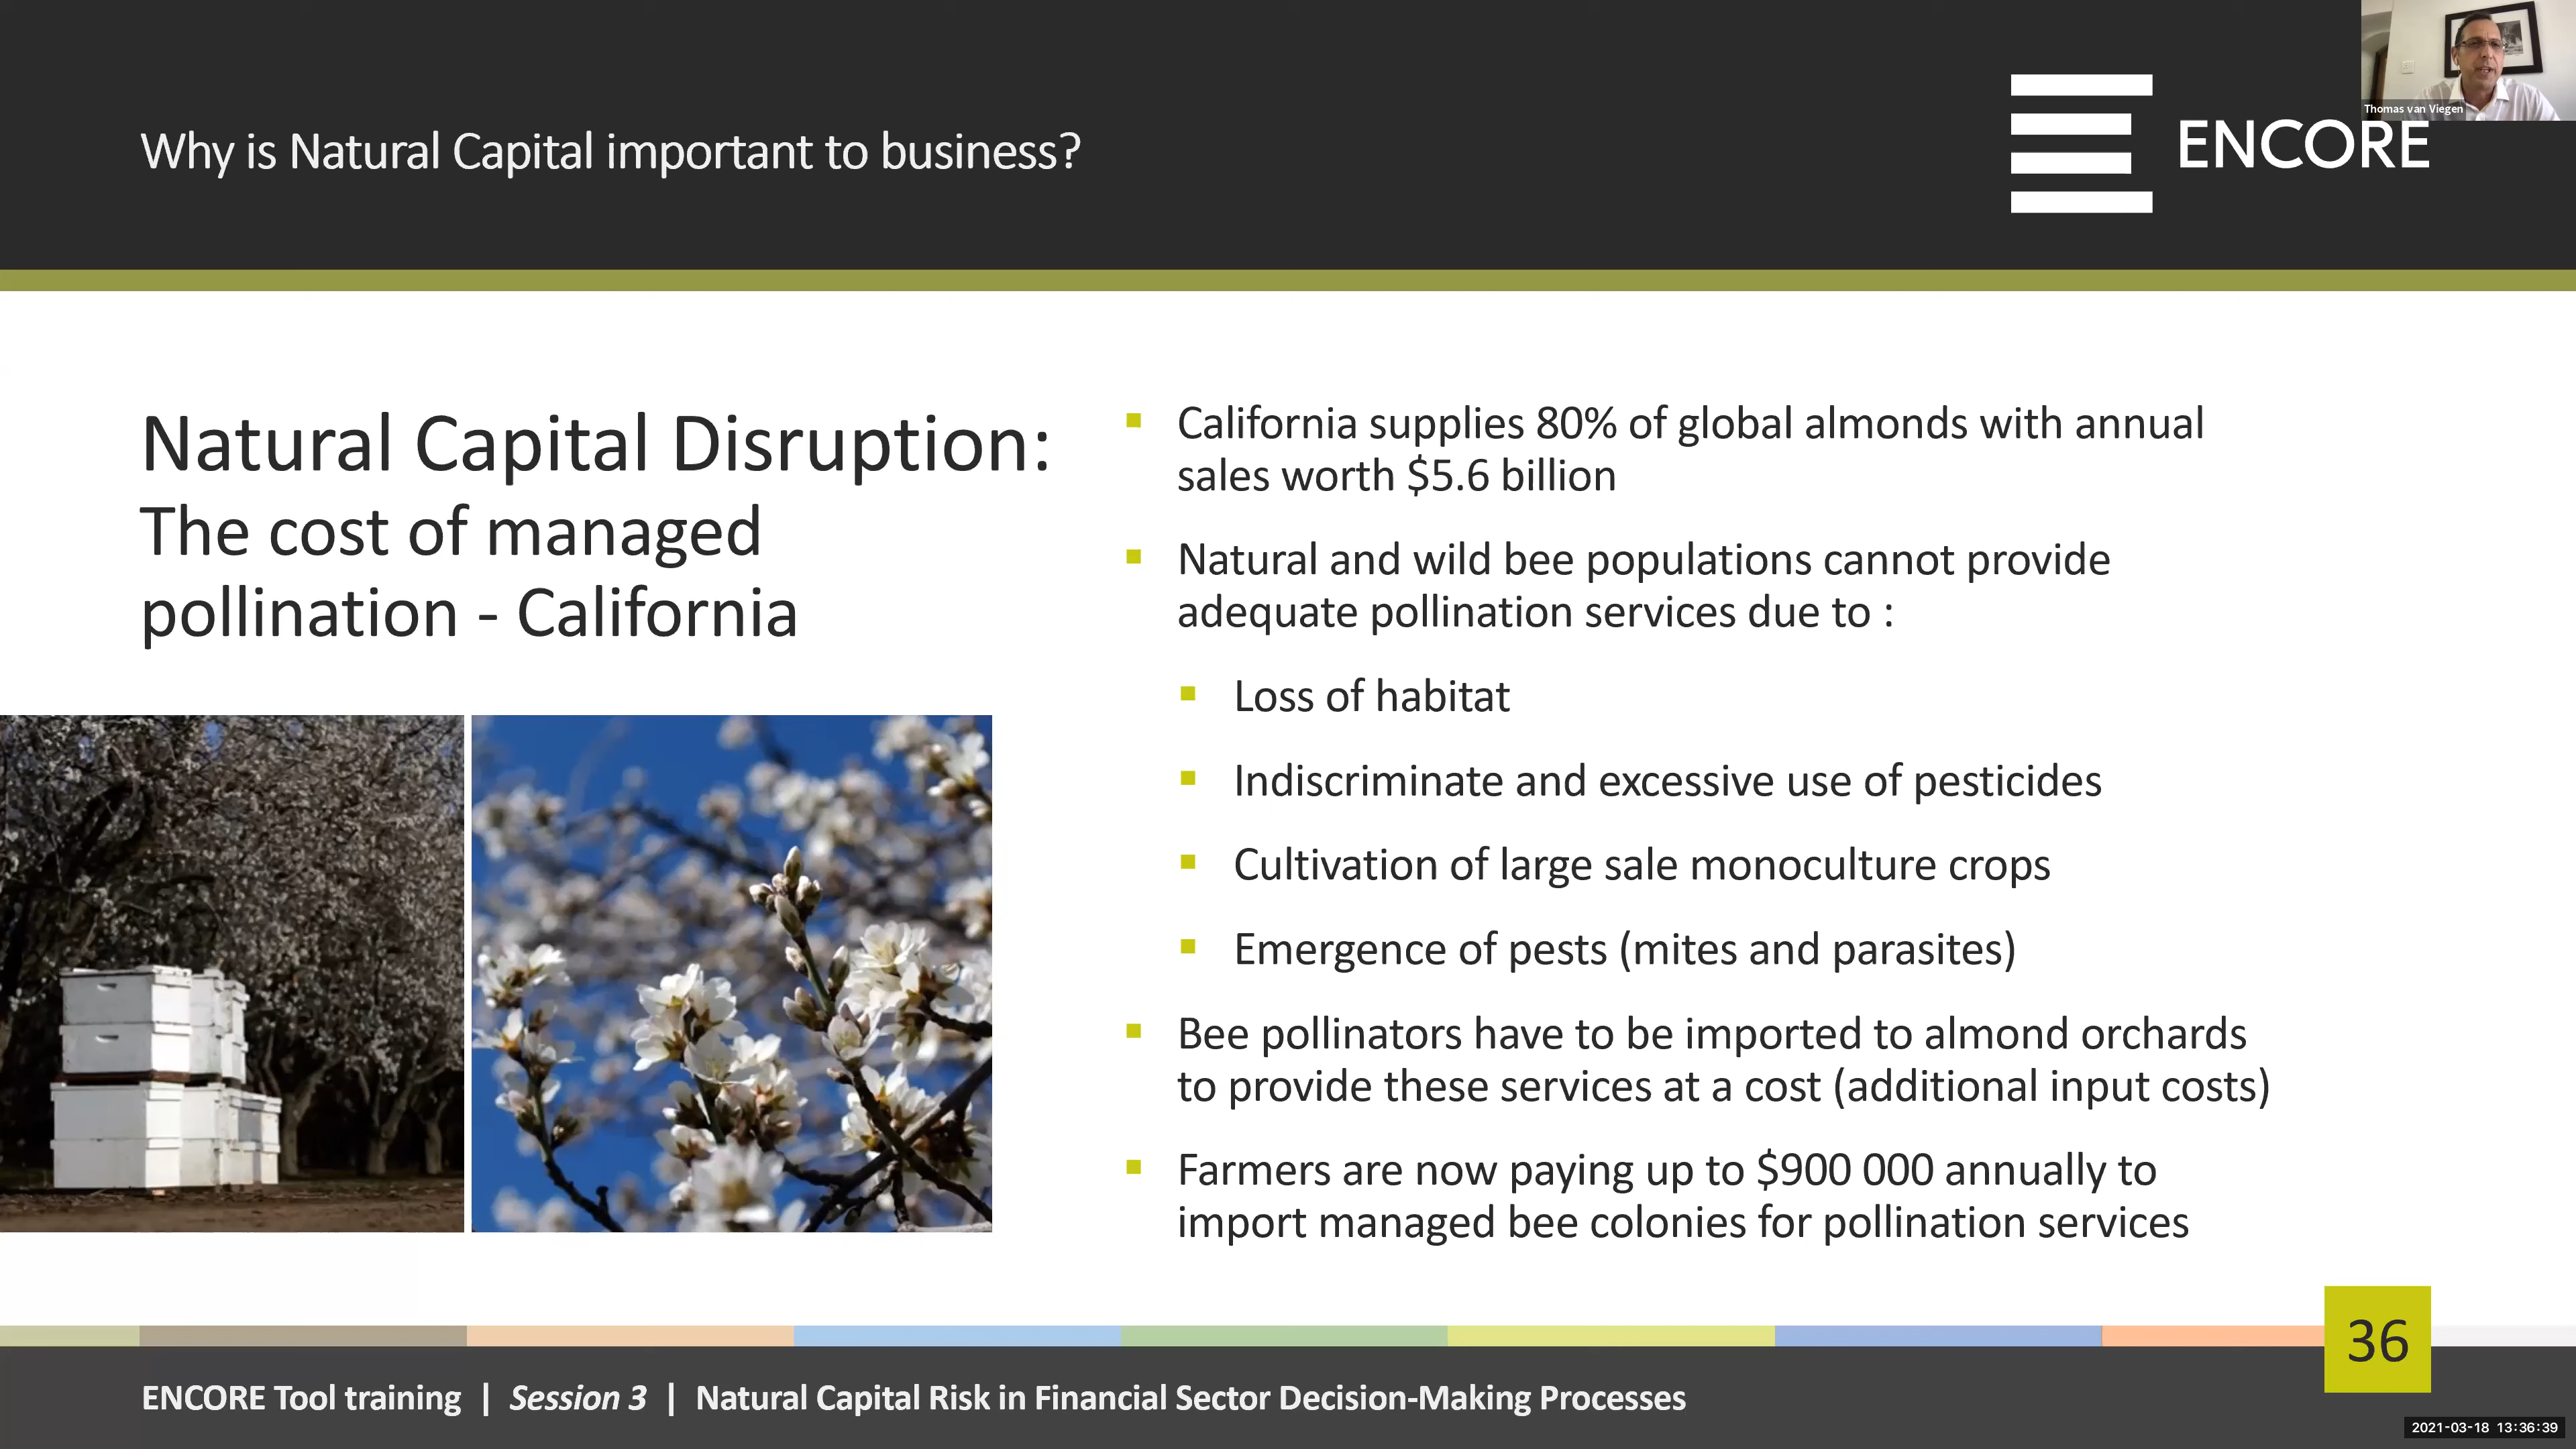 Why is Natural Capital important to business?
ENCORE
Thomas van Viegen
Natural Capital Disruption:
The cost of managed
pollination - California
California supplies 80% of global almonds with annual
sales worth $5.6 billion
Natural and wild bee populations cannot provide
adequate pollination services due to :
Loss of habitat
Indiscriminate and excessive use of pesticides
Cultivation of large sale monoculture crops
Emergence of pests (mites and parasites)
Bee pollinators have to be imported to almond orchards
to provide these services at a cost (additional input costs)
Farmers are now paying up to $900 000 annually to
import managed bee colonies for pollination services
36
ENCORE Tool training | Session 3 | Natural Capital Risk in Financial Sector Decision-Making Processes
2021-03-18 13:36:39